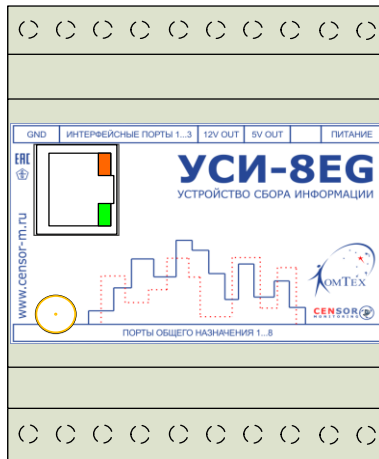 GND ИНТЕРФЕЙСНЫЕ ПОРТЫ 1...3 12V OUT 5V OUT ПИТАНИЕ
EAC
УСИ-8EG
УСТРОЙСТВО СБОРА ИНФОРМАЦИИ
www.censor-m.ru
КОМТЕХ
CENSOR
MONITORING
ПОРТЫ ОБЩЕГО НАЗНАЧЕНИЯ 1...8